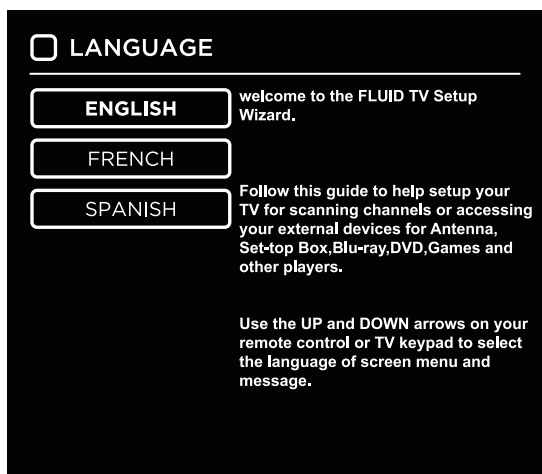 LANGUAGE
ENGLISH
FRENCH
SPANISH
welcome to the FLUID TV Setup
Wizard.
Follow this guide to help setup your
TV for scanning channels or accessing
your external devices for Antenna,
Set-top Box,Blu-ray,DVD,Games and
other players.
Use the UP and DOWN arrows on your
remote control or TV keypad to select
the language of screen menu and
message.